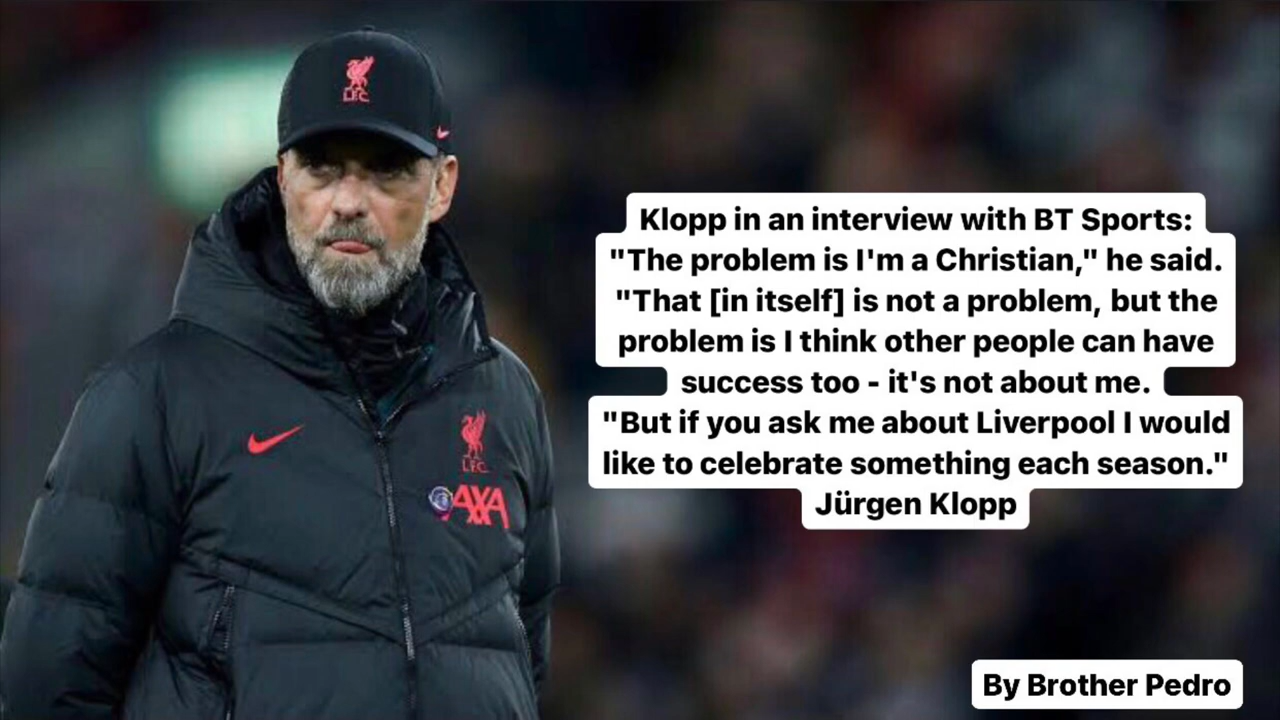 LFC
LFC
AXA
Klopp in an interview with BT Sports:
"The problem is I'm a Christian," he said.
"That [in itself] is not a problem, but the
problem is I think other people can have
success too - it's not about me.
"But if you ask me about Liverpool I would
like to celebrate something each season."
Jürgen Klopp
By Brother Pedro